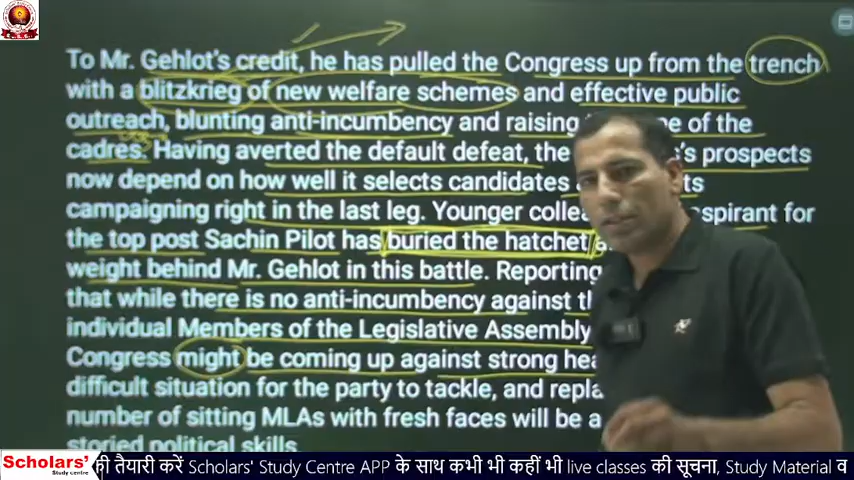 To Mr. Gehlot's credit, he has pulled the Congress up from the trench
with a blitzkrieg of new welfare schemes and effective public
outreach, blunting anti-incumbency and raising of the
cadres. Having averted the default defeat, the 's prospects
now depend on how well it selects candidates
campaigning right in the last leg. Younger aspirant for
the top post Sachin Pilot has buried the hatchet
weight behind Mr. Gehlot in this battle. Reporting
that while there is no anti-incumbency against
individual Members of the Legislative Assembly
Congress might be coming up against strong
difficult situation for the party to tackle, and
number of sitting MLAs with fresh faces will be a
storied political skills
Scholars'
Study centre
की तैयारी करें Scholars' Study Centre APP के साथ कभी भी कहीं भी live classes की सूचना, Study Material व